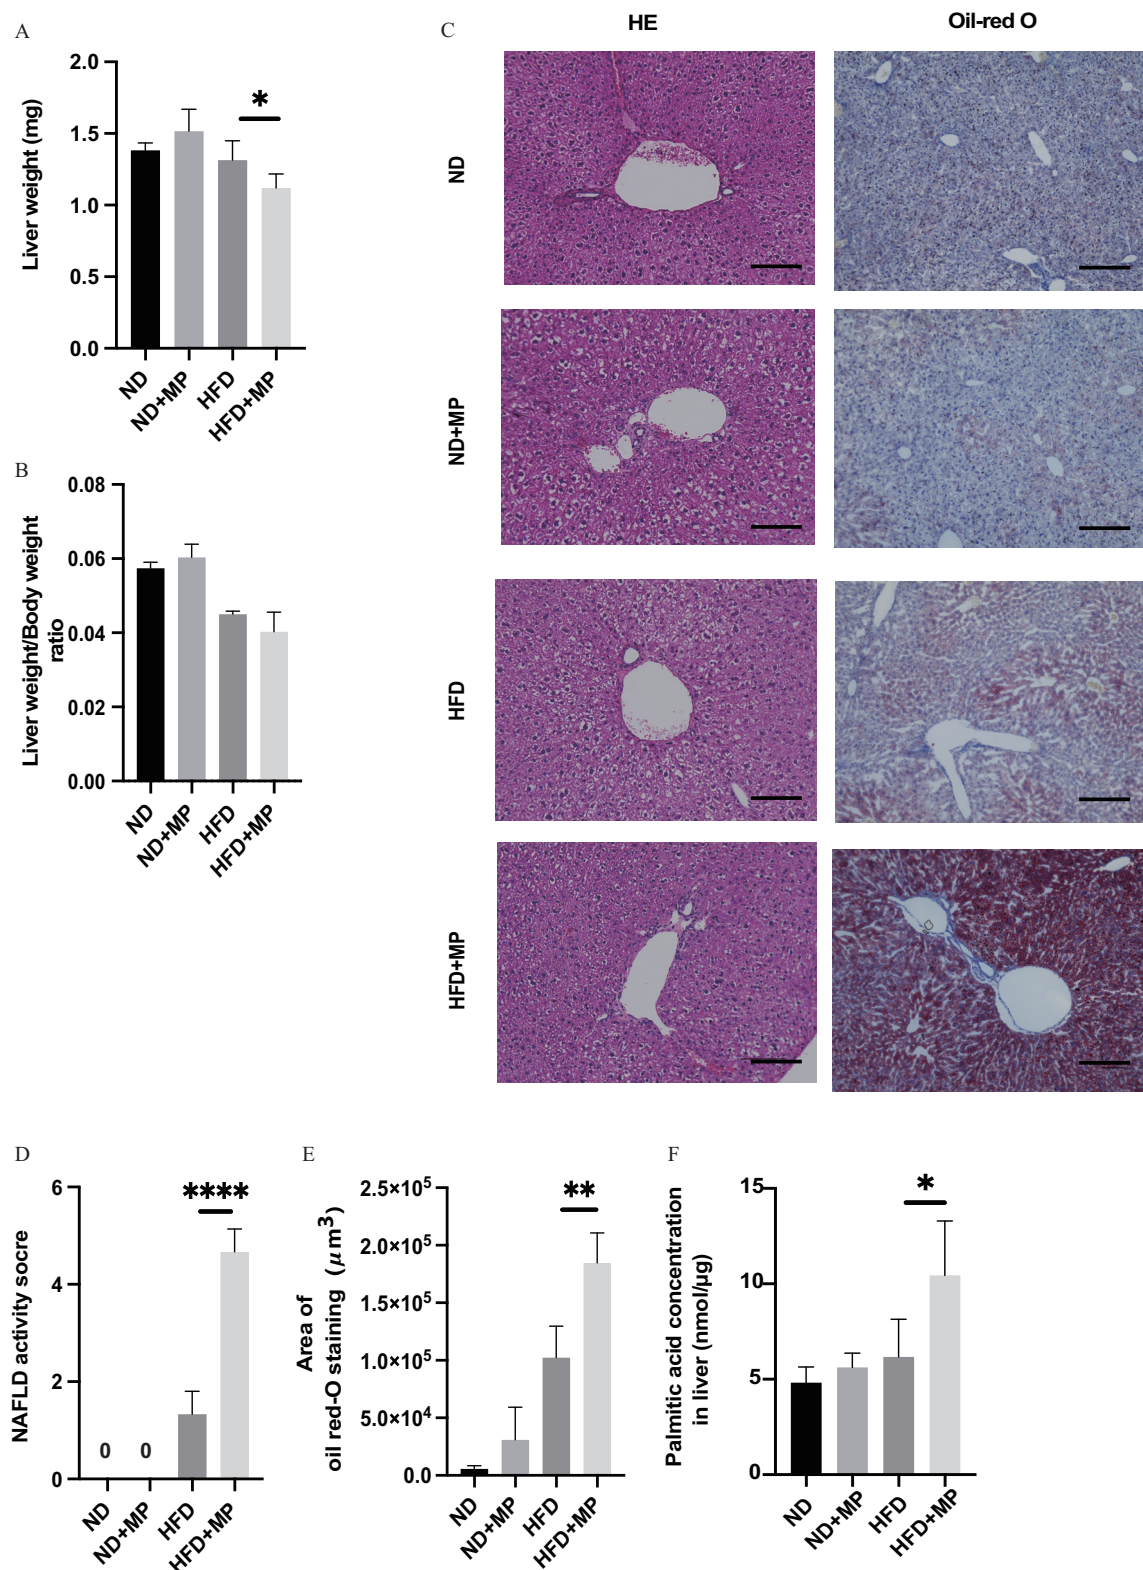 A
Liver weight (mg)
2.0
1.5
1.0
0.5
0.0
*
ND
ND+MP
HFD
HFD+MP
B
Liver weight/Body weight
ratio
0.08
0.06
0.04
0.02
0.00
ND
ND+MP
HFD
HFD+MP
C
HE
Oil-red O
ND
ND+MP
HFD
HFD+MP
D
NAFLD activity socre
6
4
2
0
0
0
****
ND
ND+MP
HFD
HFD+MP
E
Area of
oil red-O staining (μm³)
2.5×10⁵
2.0×10⁵
1.5×10⁵
1.0×10⁵
5.0×10⁴
0.0
**
ND
ND+MP
HFD
HFD+MP
F
Palmitic acid concentration
in liver (nmol/μg)
15
10
5
0
*
ND
ND+MP
HFD
HFD+MP